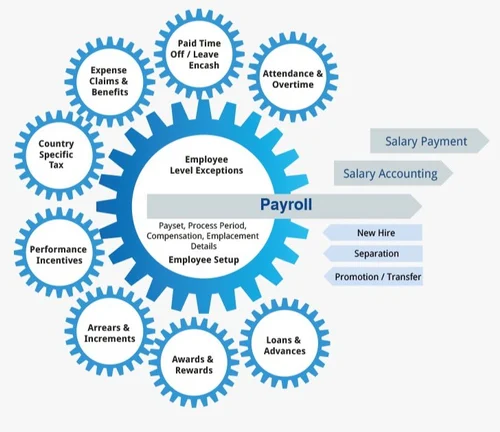 Paid Time
Off / Leave
Encash
Expense
Claims &
Benefits
Attendance &
Overtime
Country
Specific
Tax
Employee
Level Exceptions
Salary Payment
Salary Accounting
Payroll
Payset, Process Period,
Compensation, Emplacement
Details
Employee Setup
New Hire
Separation
Promotion / Transfer
Performance
Incentives
Arrears &
Increments
Awards &
Rewards
Loans &
Advances